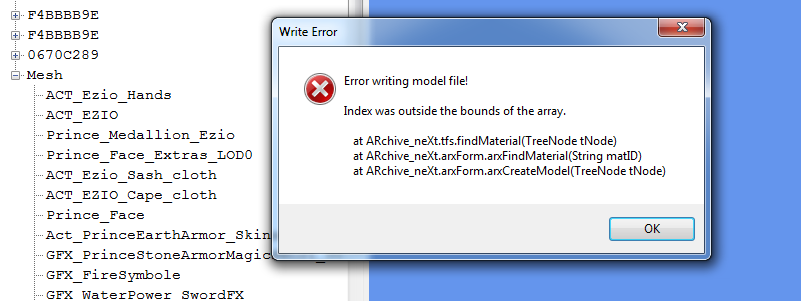 F4BBBB9E
F4BBBB9E
0670C289
Mesh
ACT_Ezio_Hands
ACT_EZIO
Prince_Medallion_Ezio
Prince_Face_Extras_LOD0
ACT_Ezio_Sash_cloth
ACT_EZIO_Cape_cloth
Prince_Face
Act_PrinceEarthArmor_Skin
GFX_PrinceStoneArmorMagic
GFX_FireSymbole
GFX_WaterPower_SwordFX
Write Error
Error writing model file!
Index was outside the bounds of the array.
at ARchive_neXt.tfs.findMaterial(TreeNode tNode)
at ARchive_neXt.arxForm.arxFindMaterial(String matID)
at ARchive_neXt.arxForm.arxCreateModel(TreeNode tNode)
OK